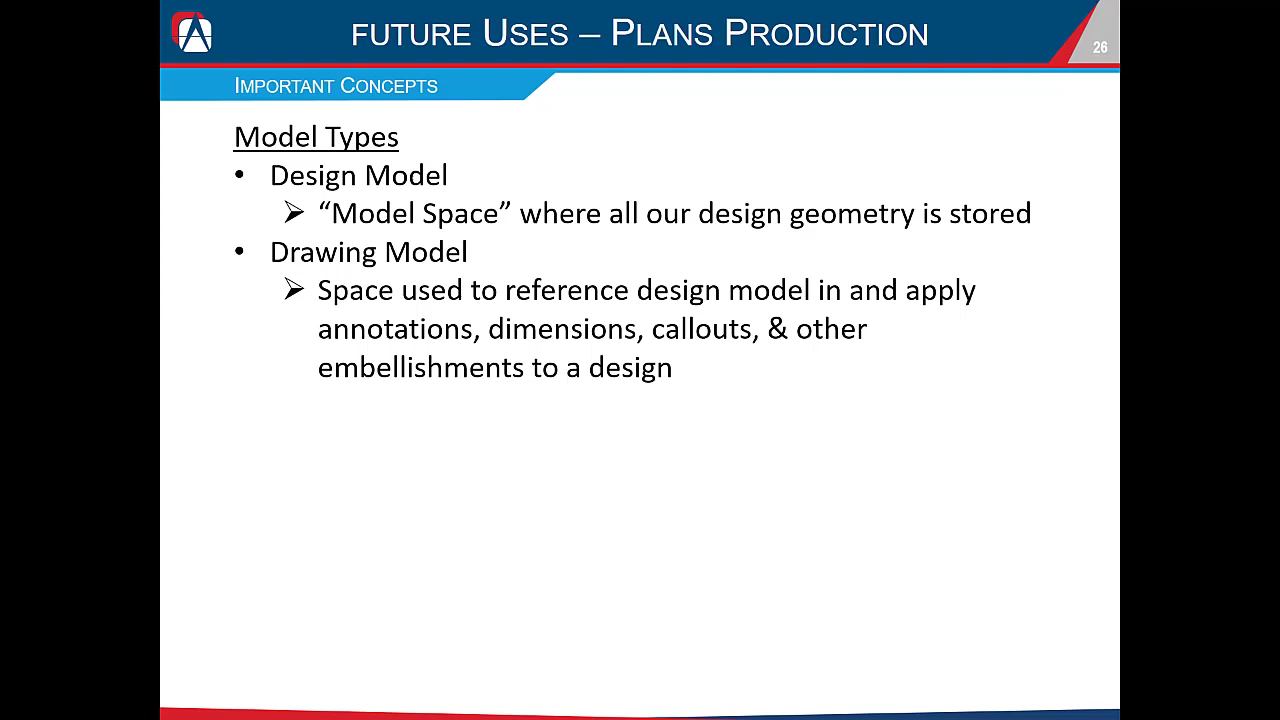 FUTURE USES – PLANS PRODUCTION
26
IMPORTANT CONCEPTS
Model Types
• Design Model
➢ “Model Space” where all our design geometry is stored
• Drawing Model
➢ Space used to reference design model in and apply
annotations, dimensions, callouts, & other
embellishments to a design